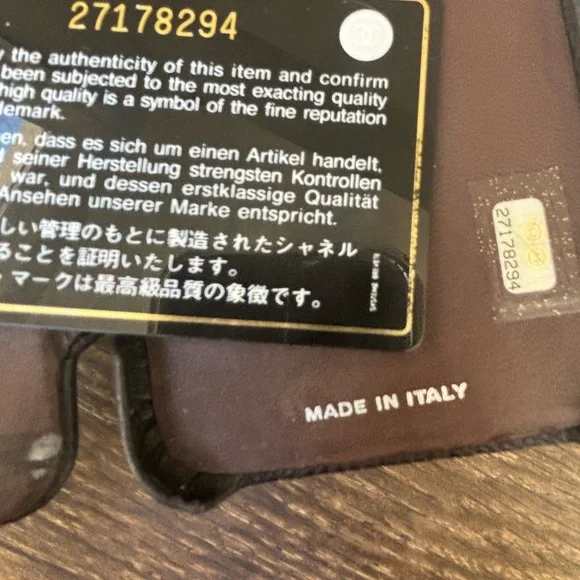 27178294
the authenticity of this item and confirm
been subjected to the most exacting quality
high quality is a symbol of the fine reputation
emark.
en, dass es sich um einen Artikel handelt,
seiner Herstellung strengsten Kontrollen
war, und dessen erstklassige Qualität
Ansehen unserer Marke entspricht.
しい管理のもとに製造されたシャネル
ることを証明いたします。
マークは最高級品質の象徴です。
27178294
MADE IN ITALY